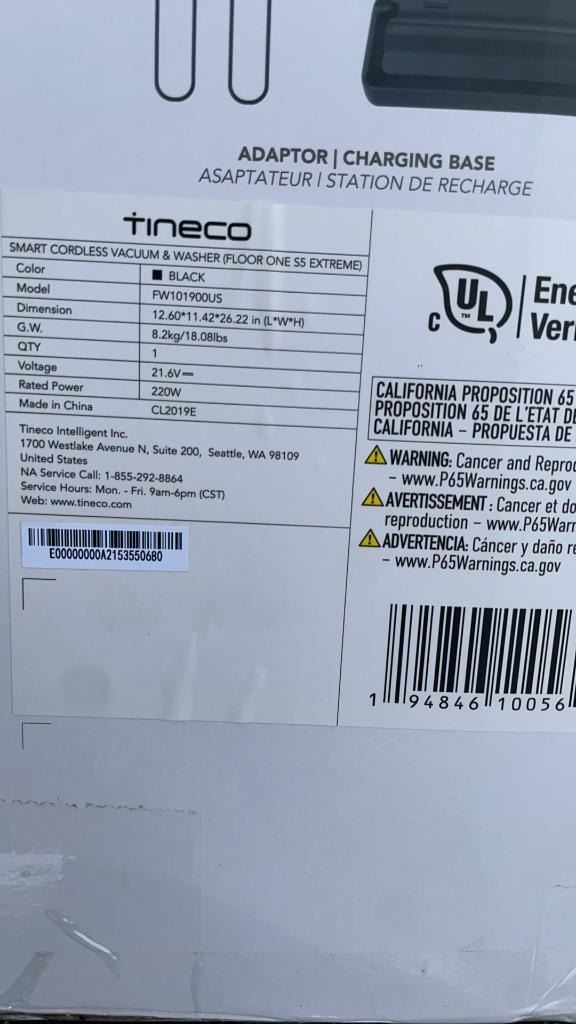 ADAPTOR | CHARGING BASE
ASAPTATEUR I STATION DE RECHARGE
tineco
SMART CORDLESS VACUUM & WASHER (FLOOR ONE S5 EXTREME)
Color BLACK
Model FW101900US
Dimension 12.60*11.42*26.22 in (L*W*H)
G.W. 8.2kg/18.08lbs
QTY 1
Voltage 21.6V⎓
Rated Power 220W
Made in China CL2019E
Tineco Intelligent Inc.
1700 Westlake Avenue N, Suite 200, Seattle, WA 98109
United States
NA Service Call: 1-855-292-8864
Service Hours: Mon. - Fri. 9am-6pm (CST)
Web: www.tineco.com
E00000000A2153550680
C UL ™
Ene
Veri
CALIFORNIA PROPOSITION 65
PROPOSITION 65 DE L'ETAT DE
CALIFORNIA – PROPUESTA DE
WARNING: Cancer and Reprod
– www.P65Warnings.ca.gov
AVERTISSEMENT : Cancer et do
reproduction – www.P65Warn
ADVERTENCIA: Cáncer y daño re
– www.P65Warnings.ca.gov
1 94846 10056